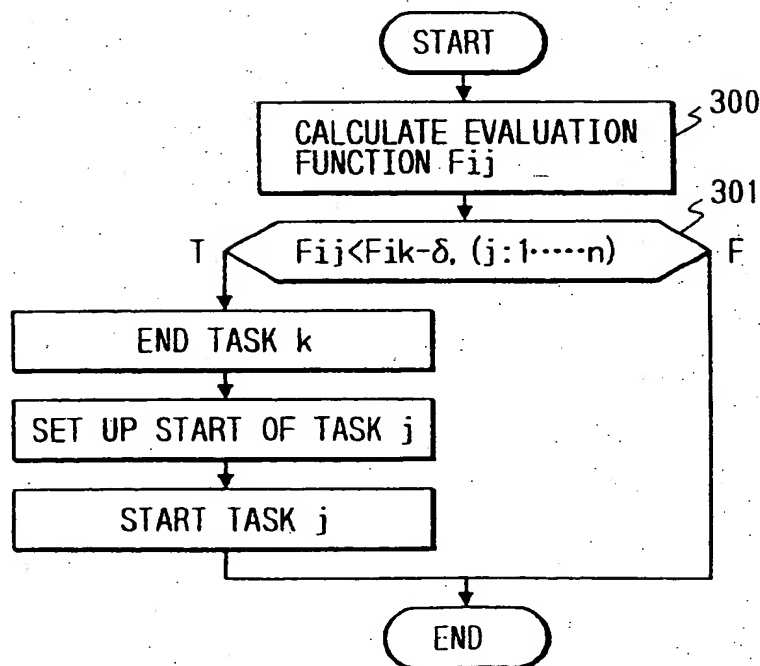 START
CALCULATE EVALUATION
FUNCTION Fij
300
301
T
Fij<Fik-δ, (j:1·····n)
F
END TASK k
SET UP START OF TASK j
START TASK j
END